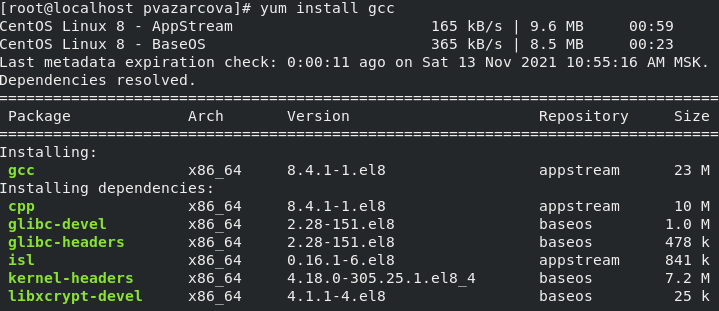 [root@localhost pvazarcova]# yum install gcc
CentOS Linux 8 - AppStream                      165 kB/s | 9.6 MB     00:59
CentOS Linux 8 - BaseOS                         365 kB/s | 8.5 MB     00:23
Last metadata expiration check: 0:00:11 ago on Sat 13 Nov 2021 10:55:16 AM MSK.
Dependencies resolved.
================================================================================
 Package             Arch       Version                     Repository     Size
================================================================================
Installing:
 gcc                 x86_64     8.4.1-1.el8                 appstream      23 M
Installing dependencies:
 cpp                 x86_64     8.4.1-1.el8                 appstream      10 M
 glibc-devel         x86_64     2.28-151.el8                baseos        1.0 M
 glibc-headers       x86_64     2.28-151.el8                baseos        478 k
 isl                 x86_64     0.16.1-6.el8                appstream     841 k
 kernel-headers      x86_64     4.18.0-305.25.1.el8_4       baseos        7.2 M
 libxcrypt-devel     x86_64     4.1.1-4.el8                 baseos         25 k